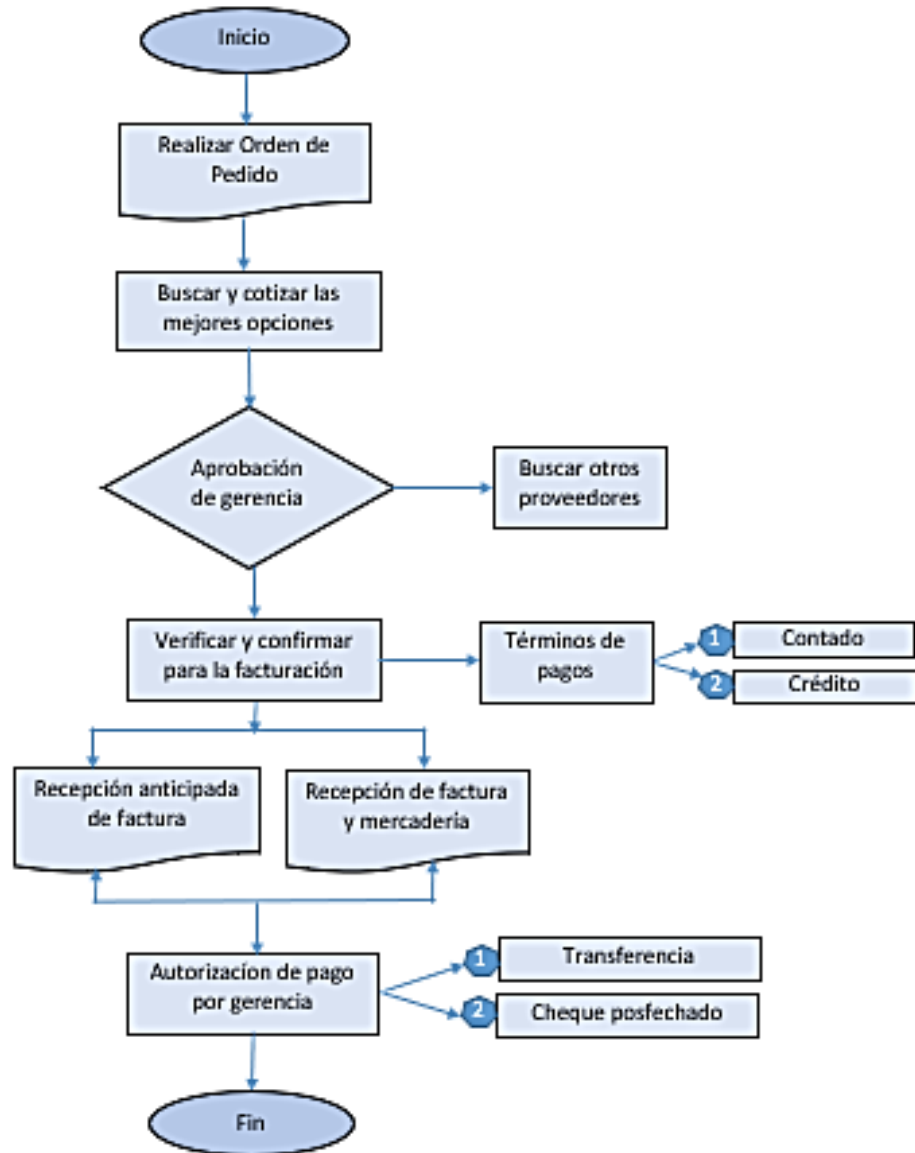 Inicio
Realizar Orden de
Pedido
Buscar y cotizar las
mejores opciones
Aprobación
de gerencia
Buscar otros
proveedores
Verificar y confirmar
para la facturación
Términos de
pagos
1
Contado
2
Crédito
Recepción anticipada
de factura
Recepción de factura
y mercadería
Autorizacíon de pago
por gerencia
1
Transferencia
2
Cheque posfechado
Fin